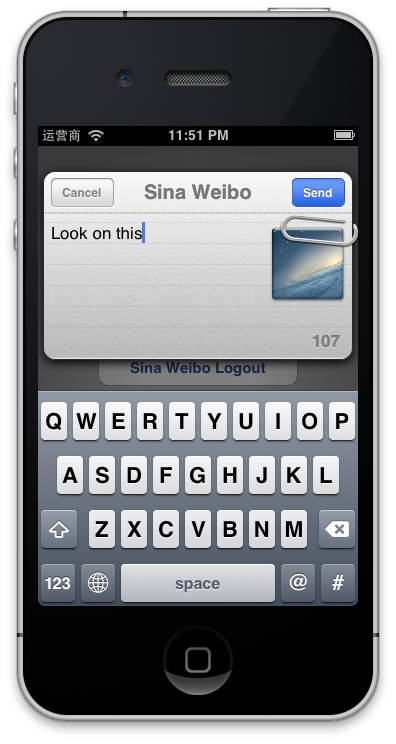 运营商 11:51 PM
Cancel Sina Weibo Send
Look on this
107
Sina Weibo Logout
Q W E R T Y U I O P
A S D F G H J K L
Z X C V B N M
123 space @ #